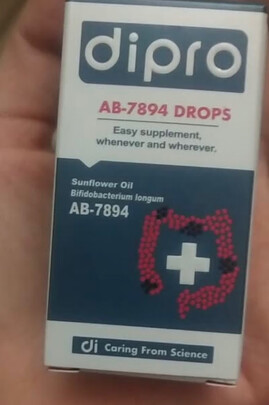 dipro
AB-7894 DROPS
Easy supplement,
whenever and wherever.
Sunflower Oil
Bifidobacterium longum
AB-7894
di Caring From Science